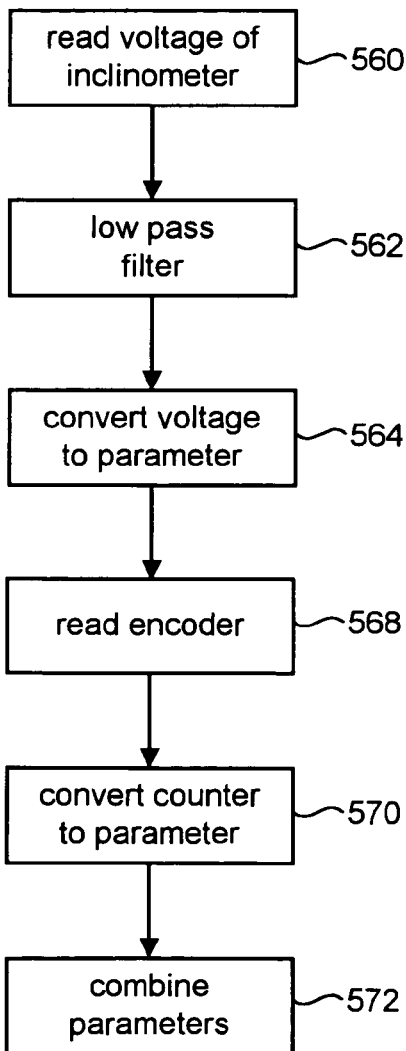 read voltage of
inclinometer
560
low pass
filter
562
convert voltage
to parameter
564
read encoder
568
convert counter
to parameter
570
combine
parameters
572